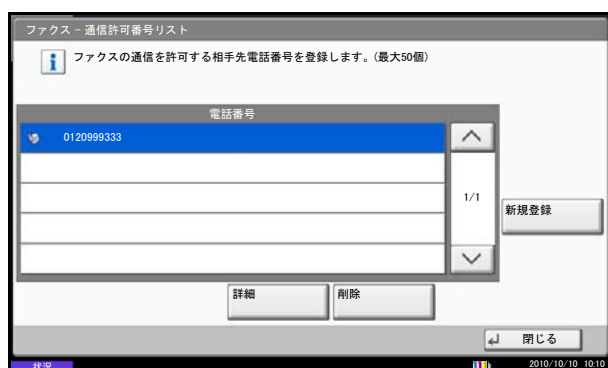 ファクス - 通信許可番号リスト
ファクスの通信を許可する相手先電話番号を登録します。(最大50個)
電話番号
0120999333
1/1
新規登録
詳細
削除
閉じる
状況
2010/10/10 10:10